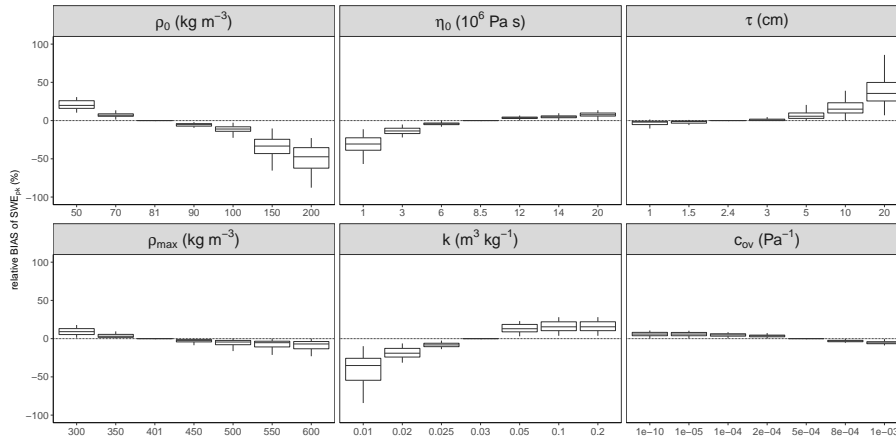 ρ₀ (kg m⁻³)
η₀ (10⁶ Pa s)
τ (cm)
relative BIAS of SWEₚₖ (%)
100
50
0
−50
−100
50 70 81 90 100 150 200
1 3 6 8.5 12 14 20
1 1.5 2.4 3 5 10 20
ρₘₐₓ (kg m⁻³)
k (m³ kg⁻¹)
cₒᵥ (Pa⁻¹)
100
50
0
−50
−100
300 350 401 450 500 550 600
0.01 0.02 0.025 0.03 0.05 0.1 0.2
1e−10 1e−05 1e−04 2e−04 5e−04 8e−04 1e−03